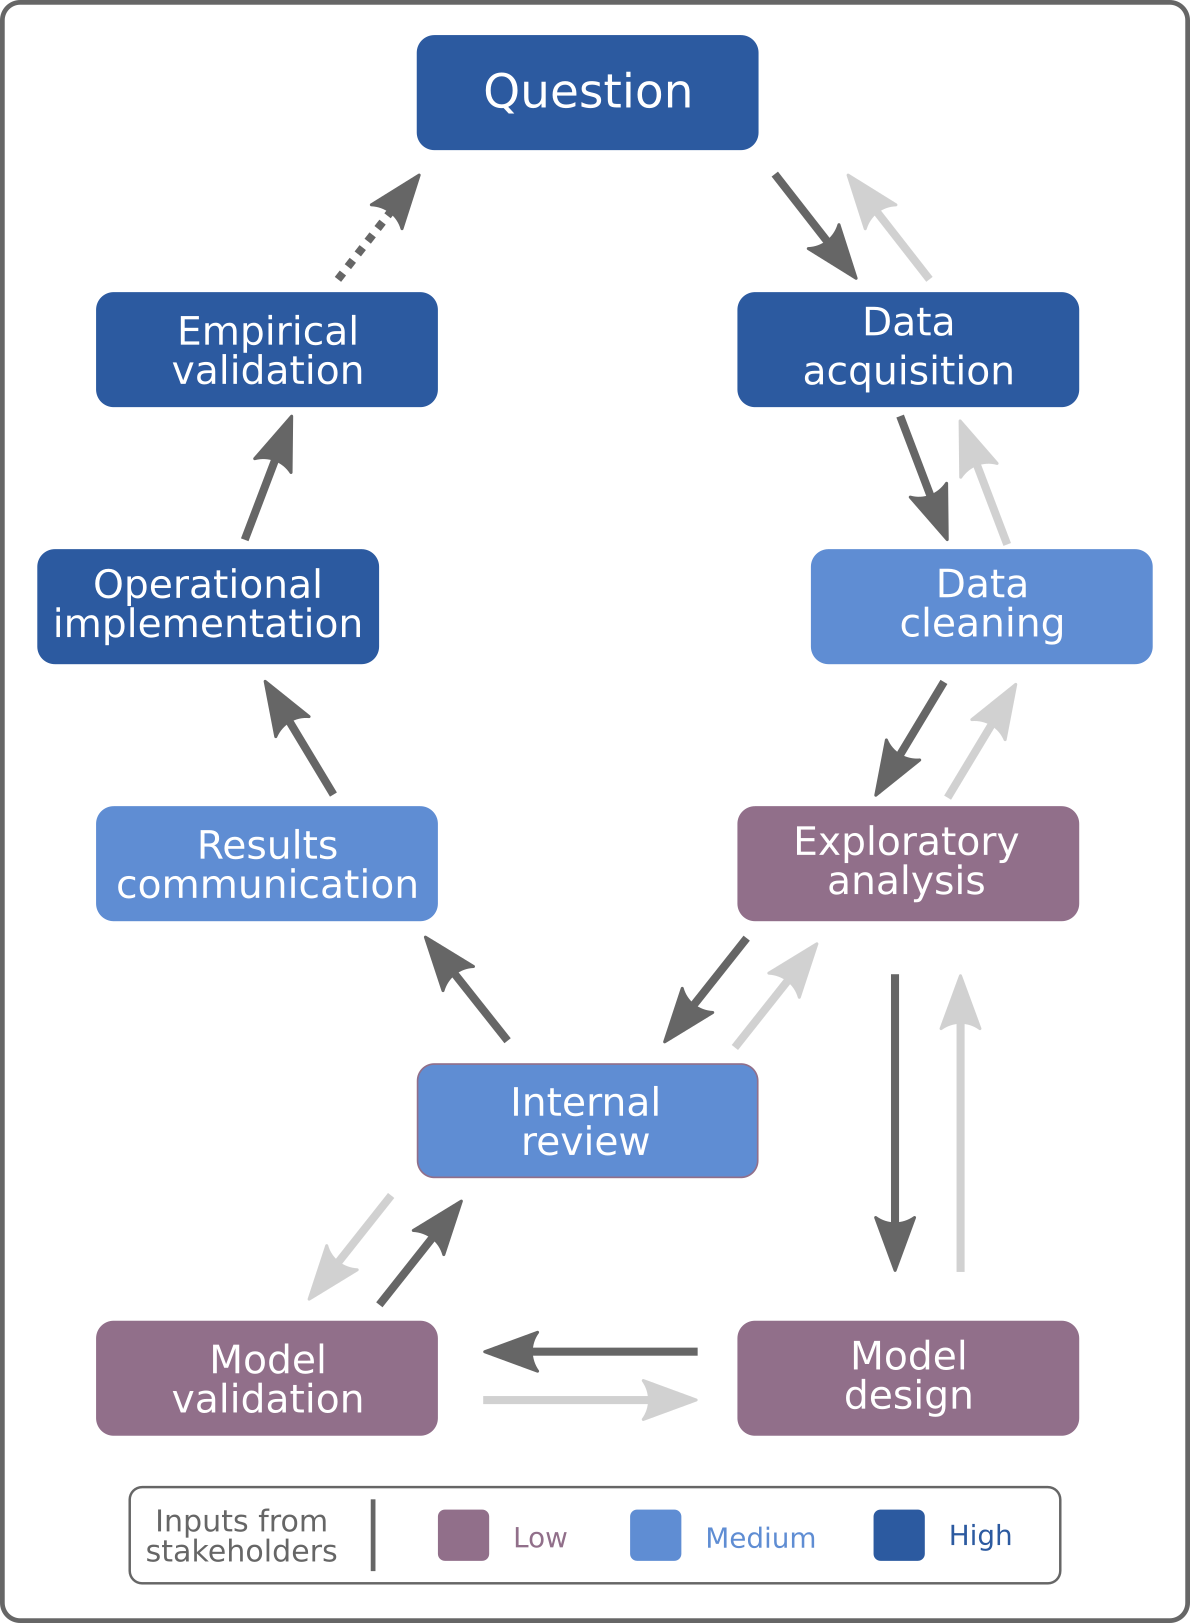 Question
Empirical
validation
Data
acquisition
Operational
implementation
Data
cleaning
Results
communication
Exploratory
analysis
Internal
review
Model
validation
Model
design
Inputs from
stakeholders
Low
Medium
High